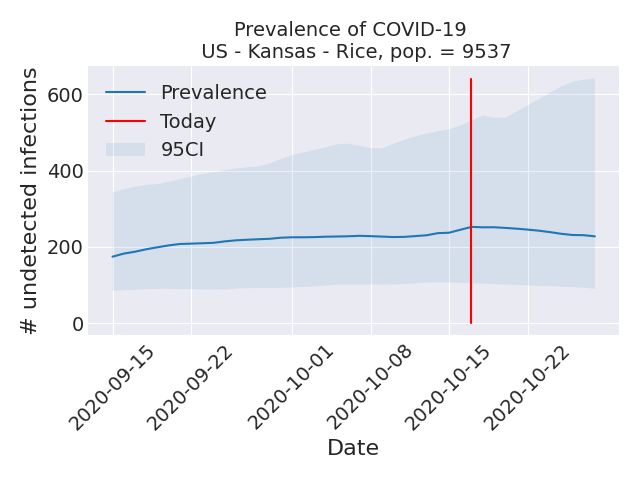 Prevalence of COVID-19
US - Kansas - Rice, pop. = 9537
# undetected infections
600
400
200
0
Prevalence
Today
95CI
2020-09-15
2020-09-22
2020-10-01
2020-10-08
2020-10-15
2020-10-22
Date